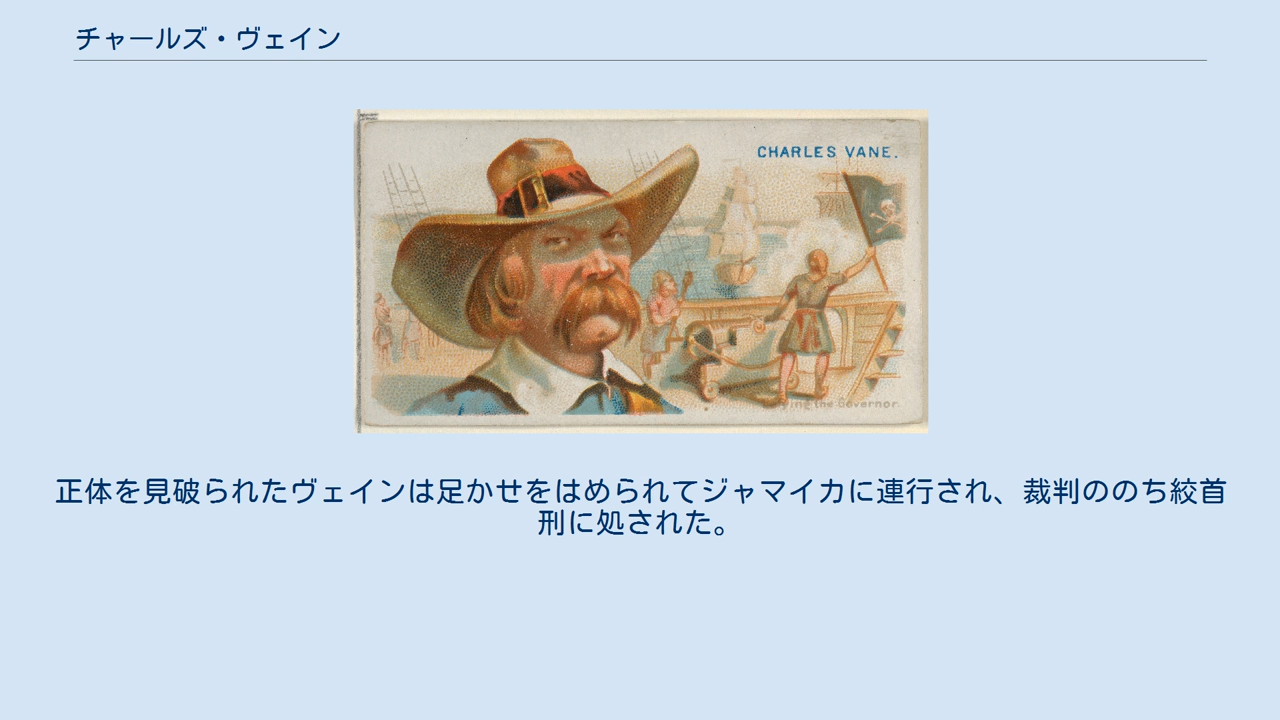 チャールズ・ヴェイン
CHARLES VANE.
the Governor.
正体を見破られたヴェインは足かせをはめられてジャマイカに連行され、裁判ののち絞首
刑に処された。